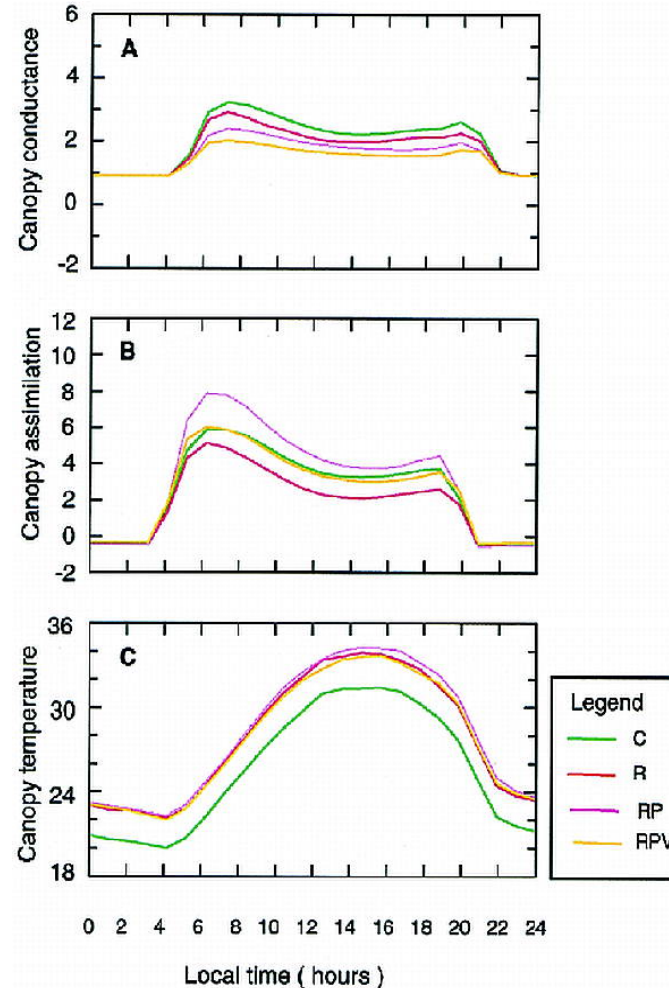 6
A
4
2
0
-2
Canopy conductance
12
B
10
8
6
4
2
0
-2
Canopy assimilation
36
C
30
24
18
Canopy temperature
0 2 4 6 8 10 12 14 16 18 20 22 24
Local time ( hours )
Legend
C
R
RP
RPV